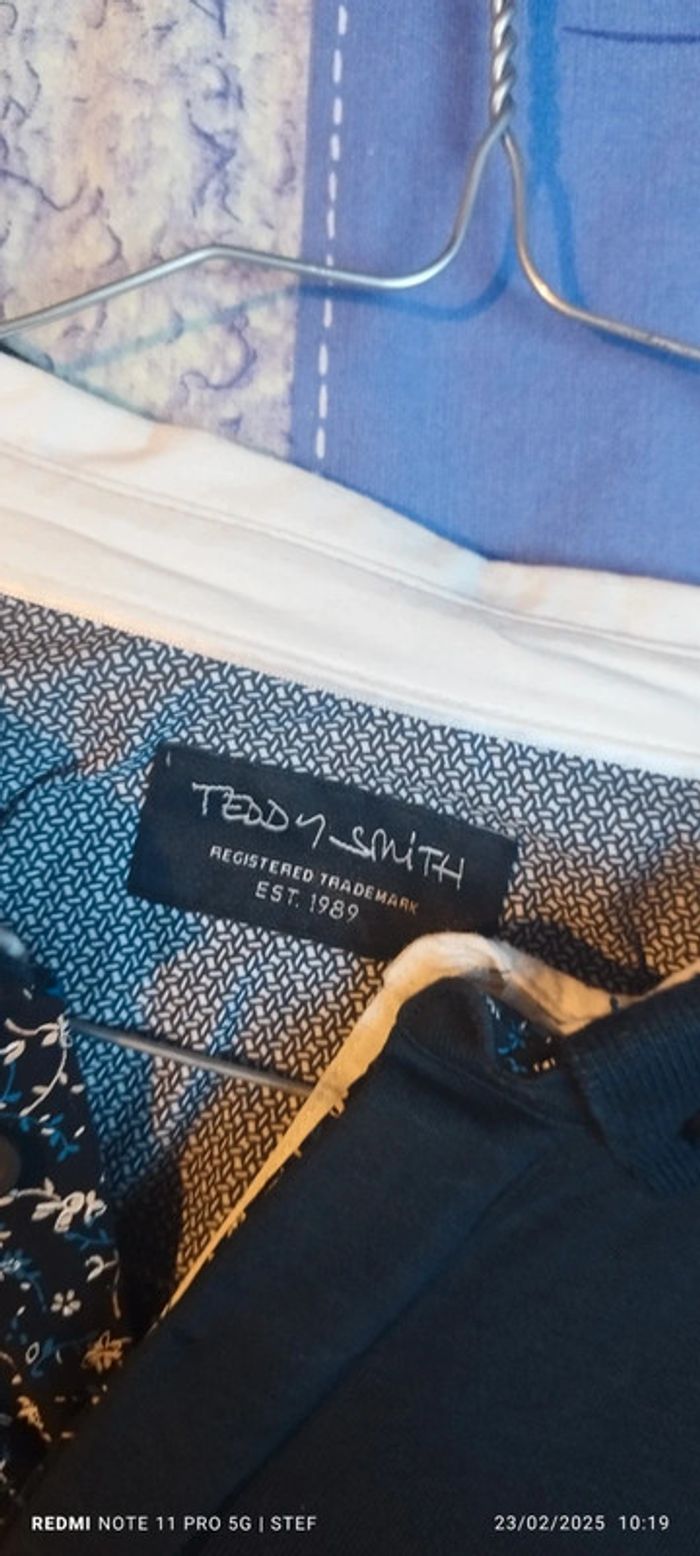 TEDDY SMITH
REGISTERED TRADEMARK
EST. 1989
REDMI NOTE 11 PRO 5G | STEF
23/02/2025 10:19